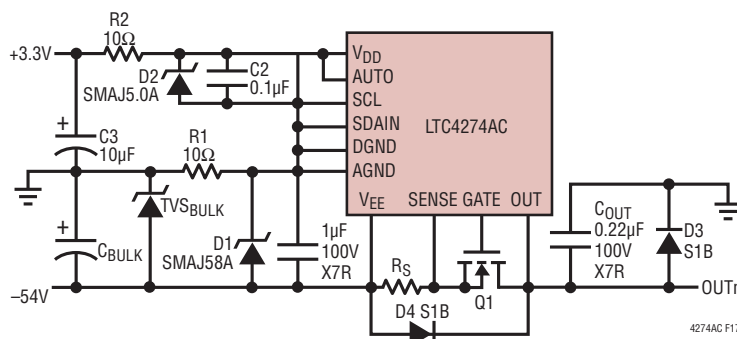 R2
10Ω
+3.3V
D2
SMAJ5.0A
C2
0.1µF
VDD
AUTO
SCL
SDAIN
DGND
AGND
LTC4274AC
VEE
SENSE
GATE
OUT
+
C3
10µF
R1
10Ω
TVSBULK
+
CBULK
D1
SMAJ58A
1µF
100V
X7R
–54V
RS
Q1
D4 S1B
COUT
0.22µF
100V
X7R
D3
S1B
OUTn
4274AC F17